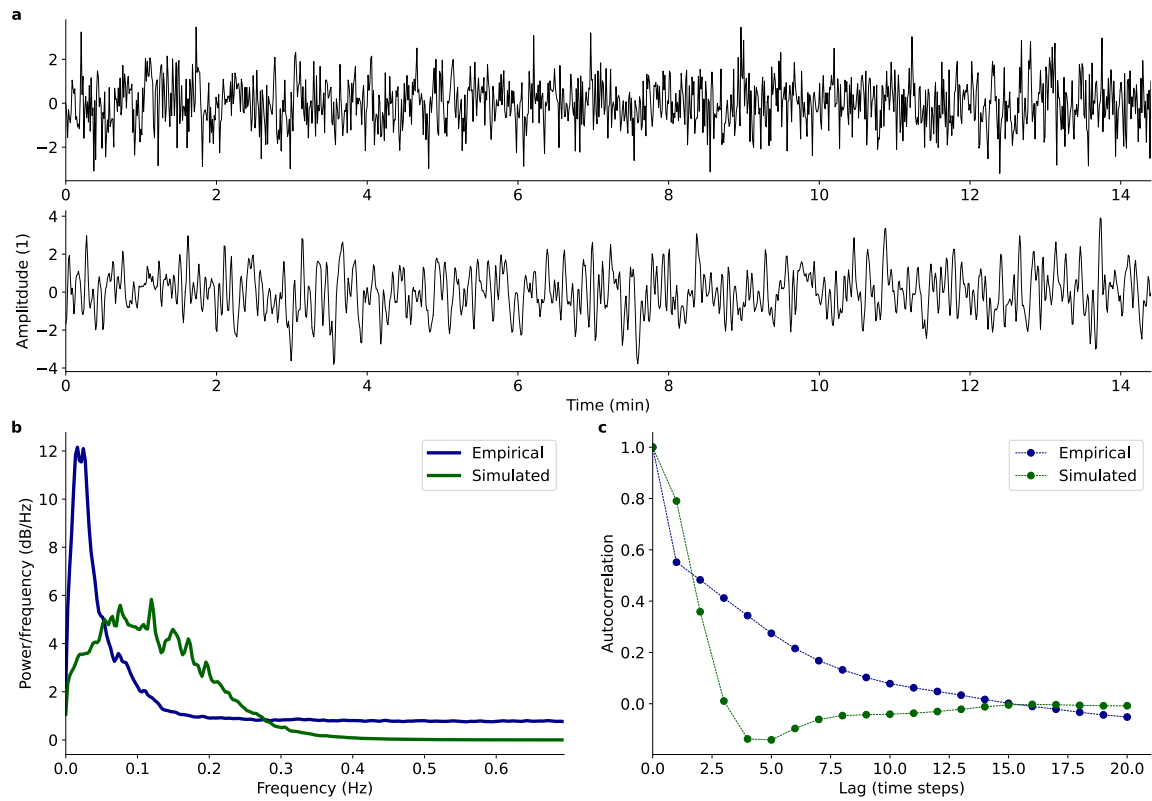 a
2
0
−2
0 2 4 6 8 10 12 14
4
2
0
−2
−4
Amplitdude (1)
0 2 4 6 8 10 12 14
Time (min)
b
12
10
8
6
4
2
0
Power/frequency (dB/Hz)
Empirical
Simulated
0.0 0.1 0.2 0.3 0.4 0.5 0.6
Frequency (Hz)
c
1.0
0.8
0.6
0.4
0.2
0.0
Autocorrelation
Empirical
Simulated
0.0 2.5 5.0 7.5 10.0 12.5 15.0 17.5 20.0
Lag (time steps)